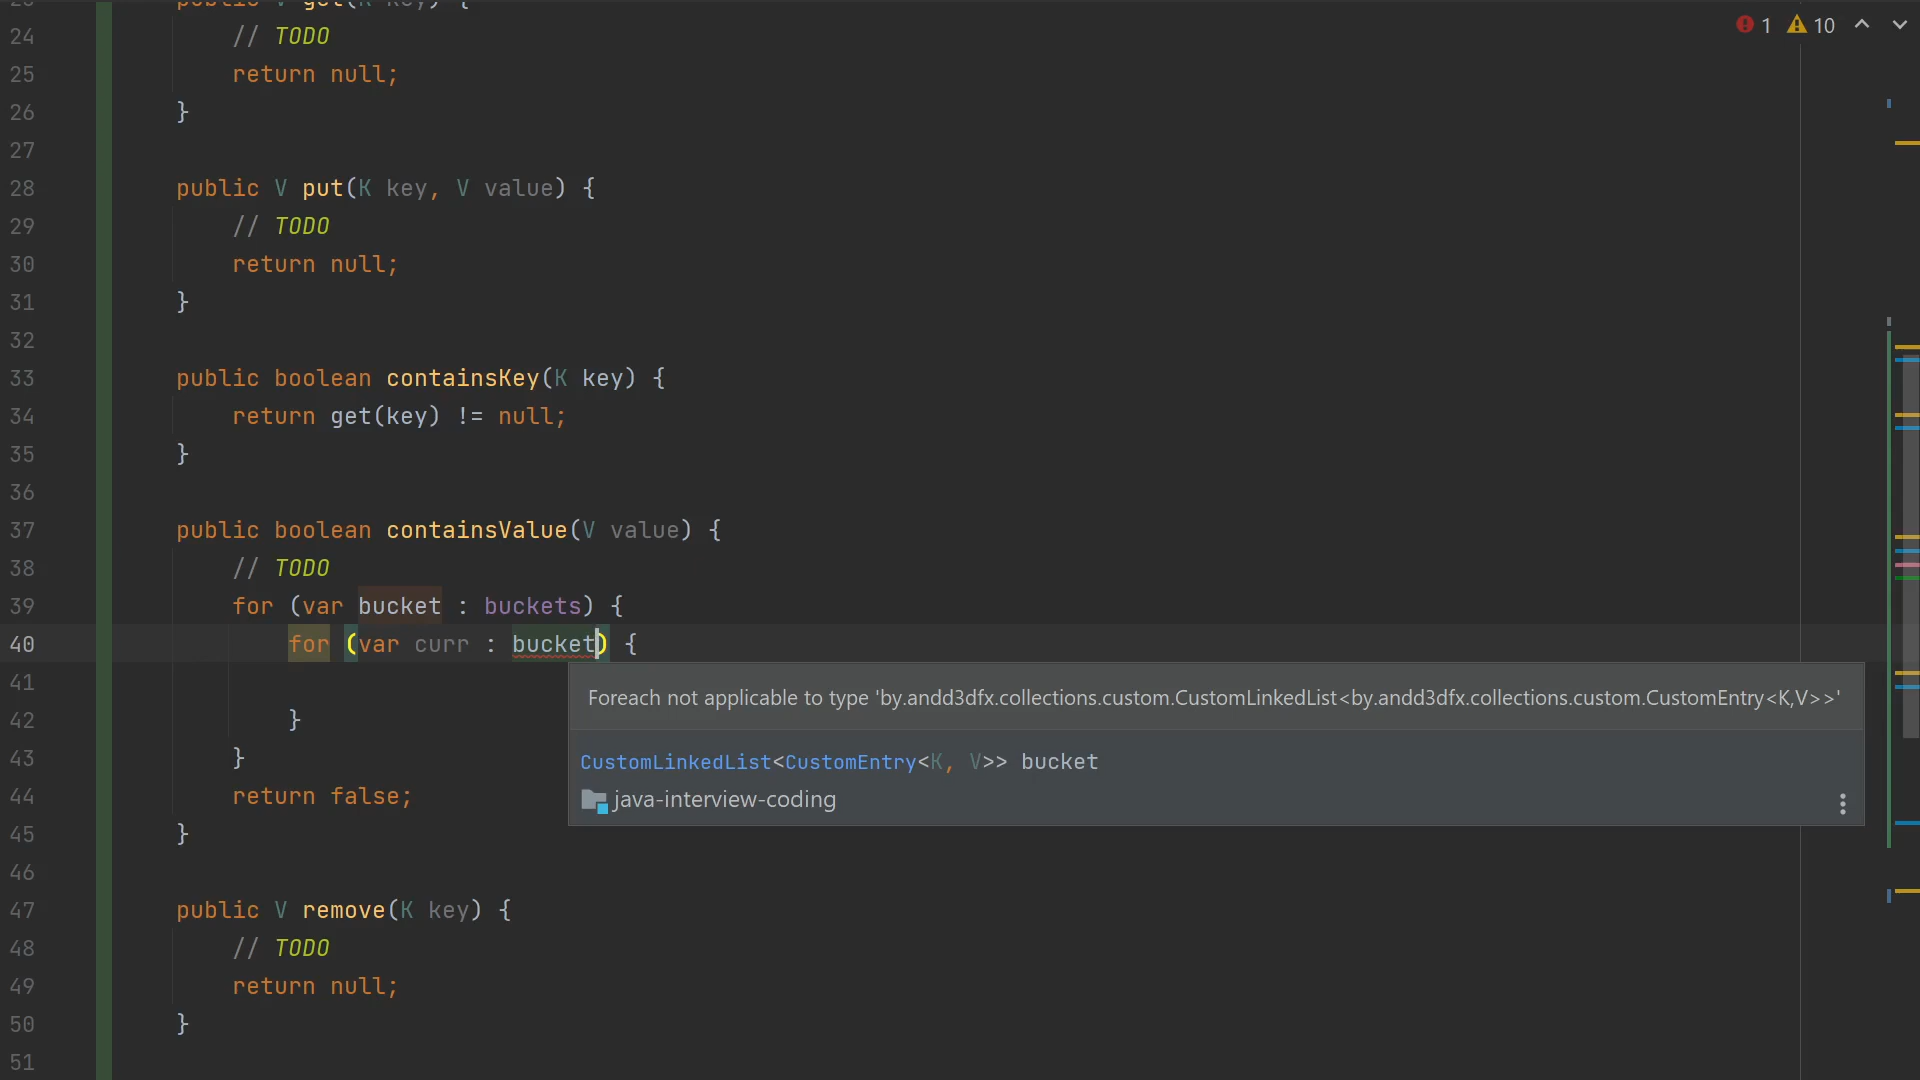 23 public V get(K key) {
1 10
24 // TODO
25 return null;
26 }
27
28 public V put(K key, V value) {
29 // TODO
30 return null;
31 }
32
33 public boolean containsKey(K key) {
34 return get(key) != null;
35 }
36
37 public boolean containsValue(V value) {
38 // TODO
39 for (var bucket : buckets) {
40 for (var curr : bucket) {
41
Foreach not applicable to type 'by.andd3dfx.collections.custom.CustomLinkedList<by.andd3dfx.collections.custom.CustomEntry<K,V>>'
42 }
43 }
CustomLinkedList<CustomEntry<K, V>> bucket
44 return false;
java-interview-coding
45 }
46
47 public V remove(K key) {
48 // TODO
49 return null;
50 }
51